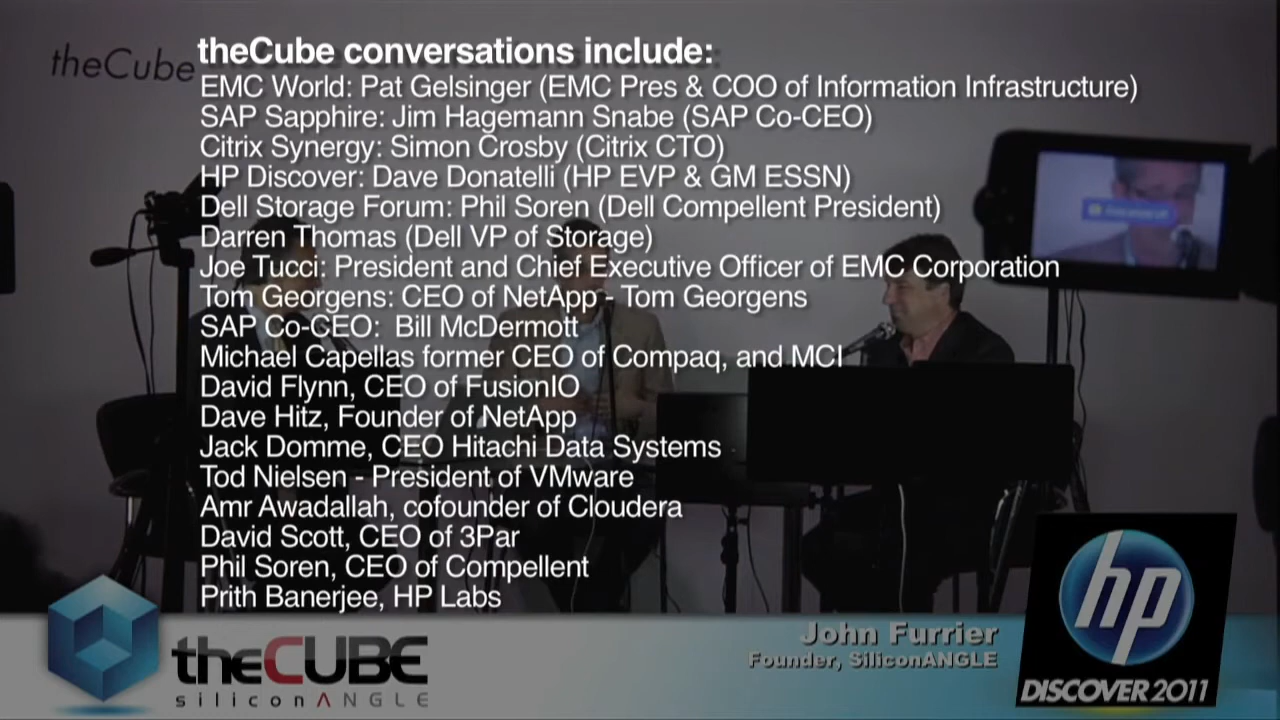 theCube
theCube conversations include:
EMC World: Pat Gelsinger (EMC Pres & COO of Information Infrastructure)
SAP Sapphire: Jim Hagemann Snabe (SAP Co-CEO)
Citrix Synergy: Simon Crosby (Citrix CTO)
HP Discover: Dave Donatelli (HP EVP & GM ESSN)
Dell Storage Forum: Phil Soren (Dell Compellent President)
Darren Thomas (Dell VP of Storage)
Joe Tucci: President and Chief Executive Officer of EMC Corporation
Tom Georgens: CEO of NetApp - Tom Georgens
SAP Co-CEO: Bill McDermott
Michael Capellas former CEO of Compaq, and MCI
David Flynn, CEO of FusionIO
Dave Hitz, Founder of NetApp
Jack Domme, CEO Hitachi Data Systems
Tod Nielsen - President of VMware
Amr Awadallah, cofounder of Cloudera
David Scott, CEO of 3Par
Phil Soren, CEO of Compellent
Prith Banerjee, HP Labs
theCUBE
siliconANGLE
John Furrier
Founder, SiliconANGLE
hp
DISCOVER 2011